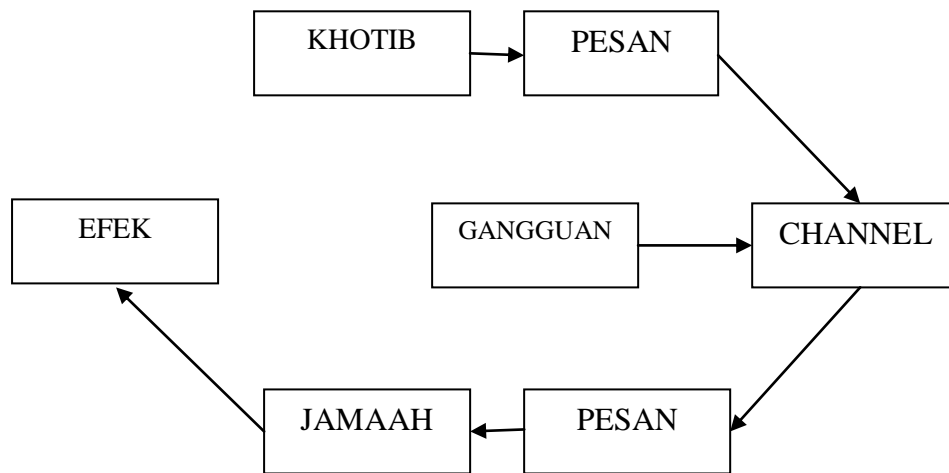 KHOTIB
PESAN
EFEK
GANGGUAN
CHANNEL
JAMAAH
PESAN